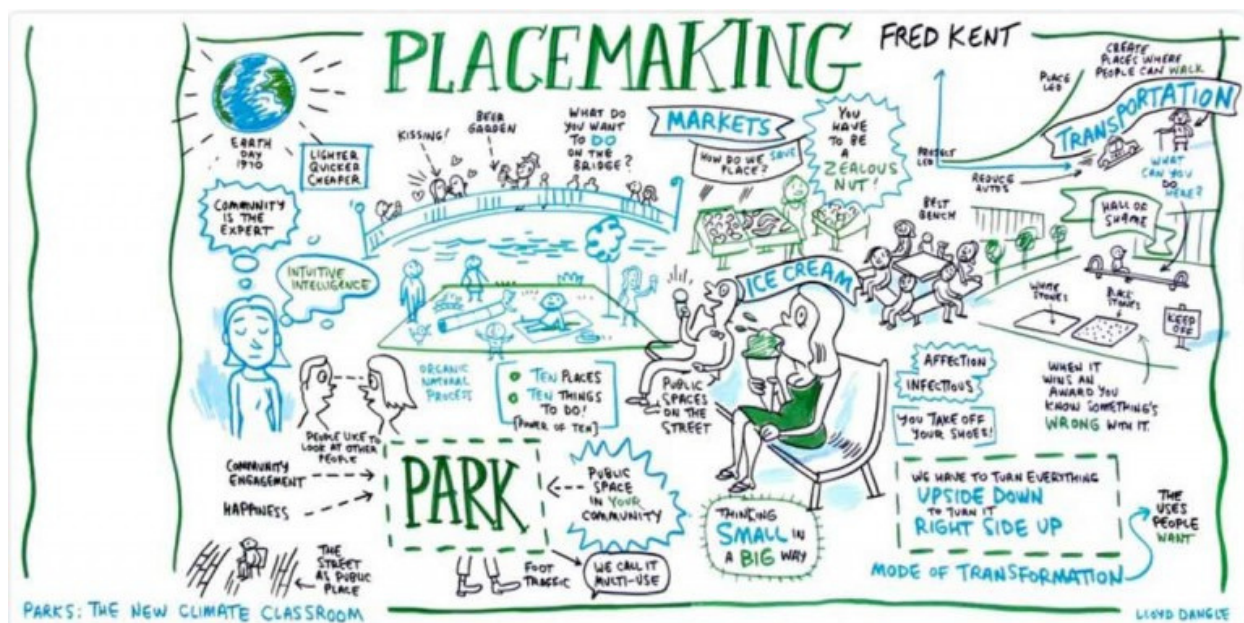 PLACEMAKING
FRED KENT
EARTH
DAY
1970
LIGHTER
QUICKER
CHEAPER
COMMUNITY
IS THE
EXPERT
INTUITIVE
INTELLIGENCE
KISSING!
BEER
GARDEN
WHAT DO
YOU WANT
TO DO
ON THE
BRIDGE?
MARKETS
HOW DO WE SAVE
PLACE?
YOU
HAVE
TO BE
A
ZEALOUS
NUT!
PLACE
LED
PROJECT
LED
CREATE
PLACES WHERE
PEOPLE CAN WALK
TRANSPORTATION
REDUCE
AUTOS
WHAT
CAN YOU
DO
HERE?
BEST
BENCH
HALL OF
SHAME
WHITE
STONES
BLACK
STONES
KEEP
OFF
WHEN IT
WINS AN
AWARD YOU
KNOW SOMETHING'S
WRONG WITH IT.
ICE CREAM
PUBLIC
SPACES
ON THE
STREET
ORGANIC
NATURAL
PROCESS
TEN PLACES
TEN THINGS
TO DO!
[POWER OF TEN]
PEOPLE LIKE TO
LOOK AT OTHER
PEOPLE
COMMUNITY
ENGAGEMENT
HAPPINESS
PARK
PUBLIC
SPACE
IN YOUR
COMMUNITY
THE
STREET
AS PUBLIC
PLACE
FOOT
TRAFFIC
WE CALL IT
MULTI-USE
THINKING
SMALL IN
A BIG WAY
AFFECTION
INFECTIOUS
YOU TAKE OFF
YOUR SHOES!
WE HAVE TO TURN EVERYTHING
UPSIDE DOWN
TO TURN IT
RIGHT SIDE UP
MODE OF TRANSFORMATION
THE
USES
PEOPLE
WANT
PARKS: THE NEW CLIMATE CLASSROOM
LLOYD DANGLE